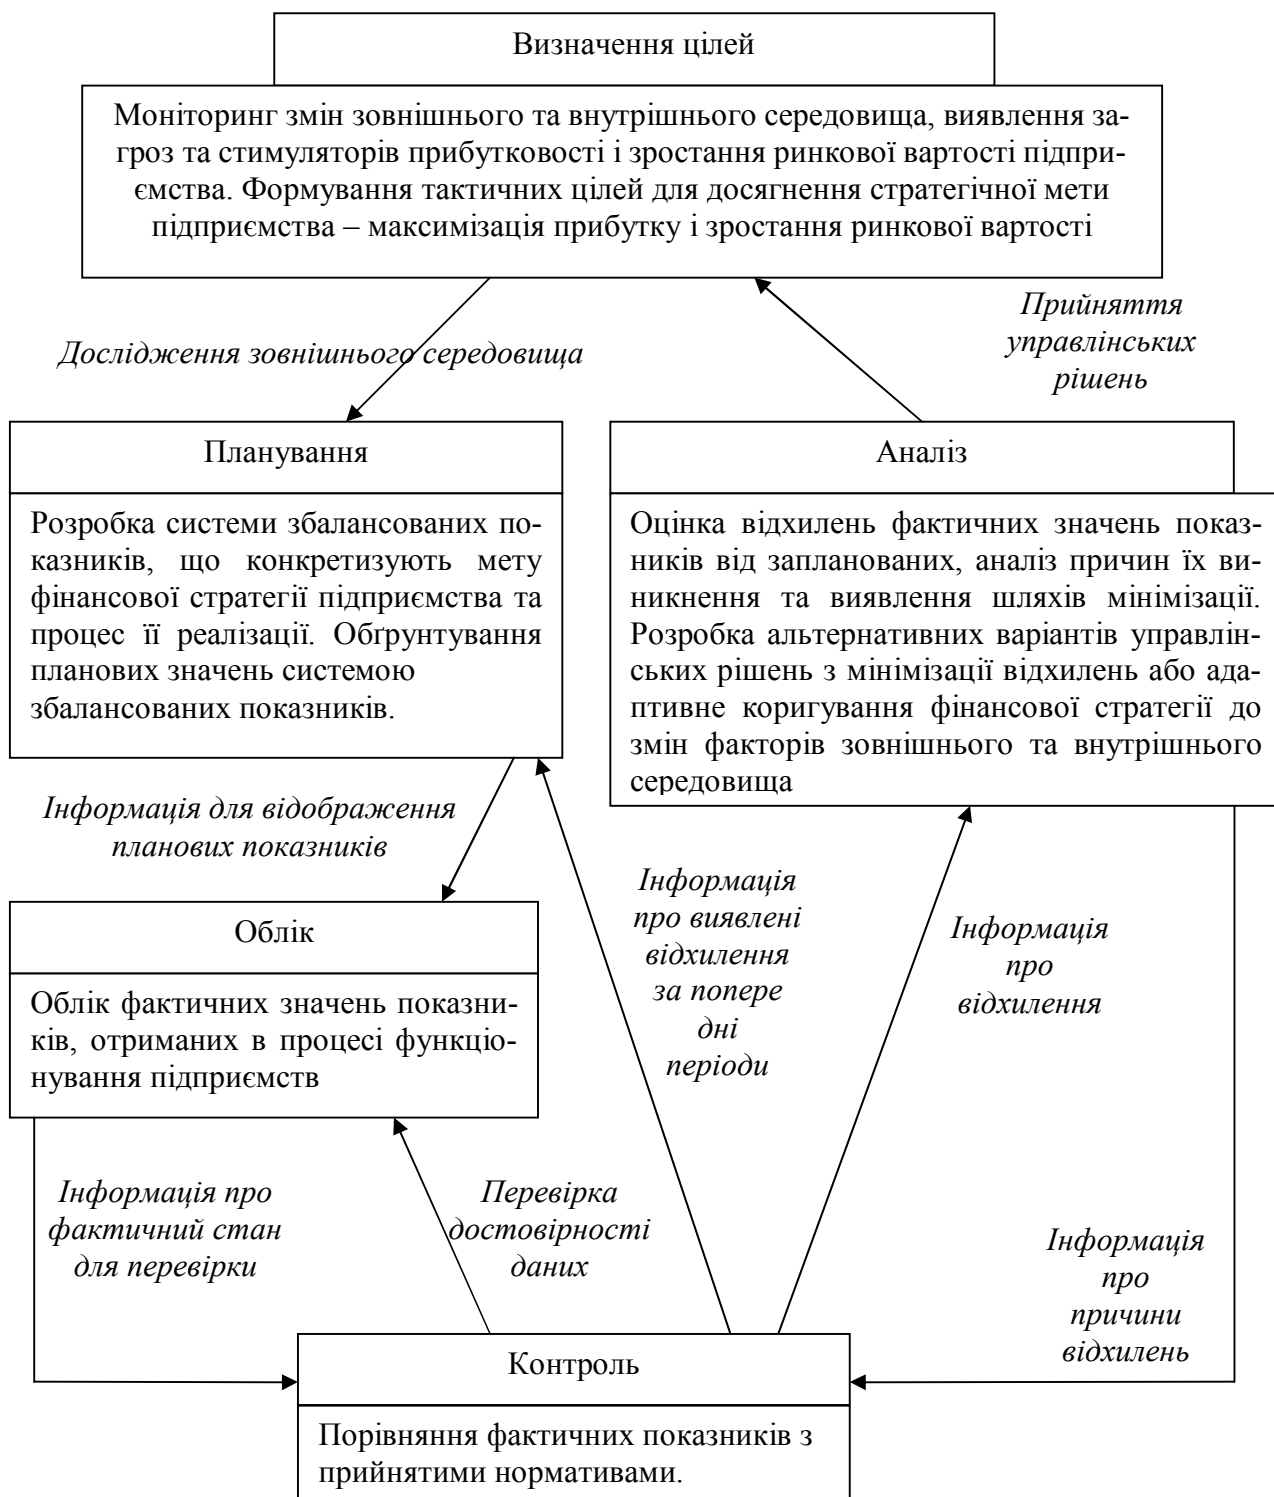 Визначення цілей
Моніторинг змін зовнішнього та внутрішнього середовища, виявлення за-
гроз та стимуляторів прибутковості і зростання ринкової вартості підпри-
ємства. Формування тактичних цілей для досягнення стратегічної мети
підприємства – максимізація прибутку і зростання ринкової вартості
Дослідження зовнішнього середовища
Прийняття
управлінських
рішень
Планування
Розробка системи збалансованих по-
казників, що конкретизують мету
фінансової стратегії підприємства та
процес її реалізації. Обґрунтування
планових значень системою
збалансованих показників.
Аналіз
Оцінка відхилень фактичних значень показ-
ників від запланованих, аналіз причин їх ви-
никнення та виявлення шляхів мінімізації.
Розробка альтернативних варіантів управлін-
ських рішень з мінімізації відхилень або ада-
птивне коригування фінансової стратегії до
змін факторів зовнішнього та внутрішнього
середовища
Інформація для відображення
планових показників
Інформація
про виявлені
відхилення
за попере
дні
періоди
Інформація
про
відхилення
Облік
Облік фактичних значень показни-
ків, отриманих в процесі функціо-
нування підприємств
Інформація про
фактичний стан
для перевірки
Перевірка
достовірності
даних
Інформація
про
причини
відхилень
Контроль
Порівняння фактичних показників з
прийнятими нормативами.